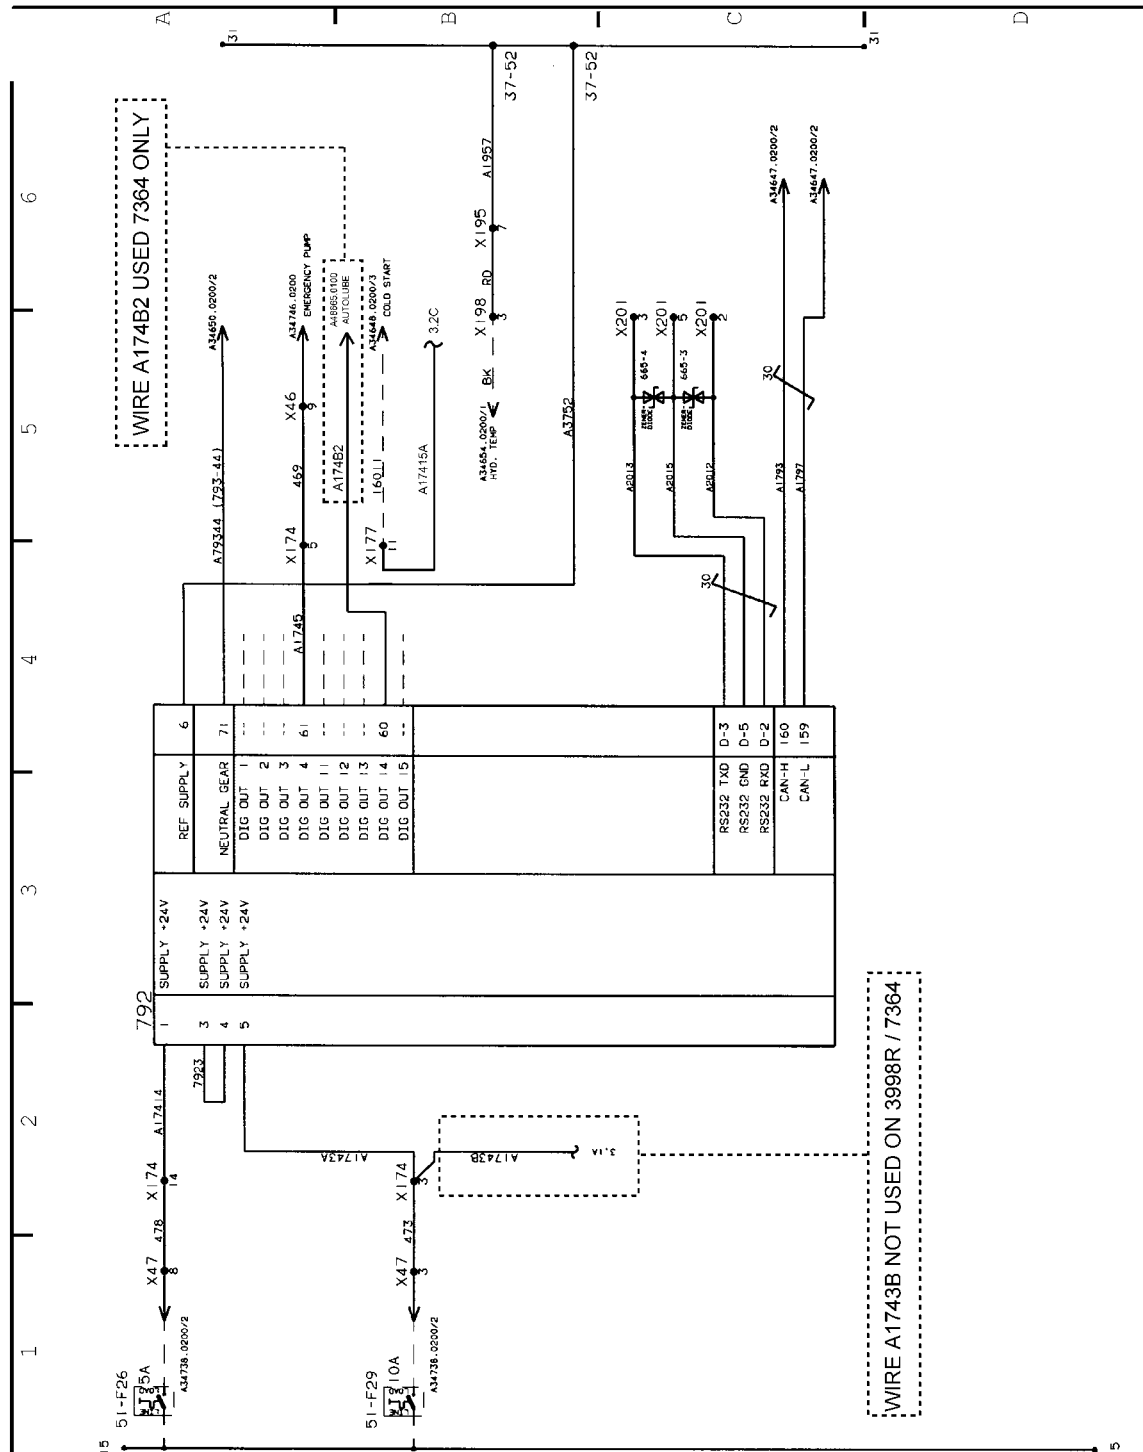 A
B
C
D
6
5
4
3
2
1
31
31
37-52
37-52
WIRE A174B2 USED 7364 ONLY
A34650.0200/2
A79344 (793-44)
A34746.0200
EMERGENCY PUMP
X46
9
469
X174
5
A1745
A48665.0100
AUTOLUBE
A174B2
A34648.0200/3
COLD START
16011
X177
11
A17415A
3.2C
A1957
X195
7
RD
X198
3
BK
A34654.0200/1
HYD. TEMP
A3752
X201
3
X201
5
X201
2
665-4
ZENER-
DIODE
665-3
ZENER-
DIODE
A2013
A2015
A2012
A34647.0200/2
A34647.0200/2
30
A1793
A1797
30
792
REF SUPPLY 6
NEUTRAL GEAR 71
DIG OUT 1 --
DIG OUT 2 --
DIG OUT 3 --
DIG OUT 4 61
DIG OUT 11 --
DIG OUT 12 --
DIG OUT 13 --
DIG OUT 14 60
DIG OUT 15 --
RS232 TXD D-3
RS232 GND D-5
RS232 RXD D-2
CAN-H 160
CAN-L 159
1 SUPPLY +24V
3 SUPPLY +24V
4 SUPPLY +24V
5 SUPPLY +24V
7923
A17414
X174
14
478
X47
8
A1743A
A1743B
3.1A
X174
3
473
X47
3
51-F26
5A
A34738.0200/2
51-F29
10A
A34736.0200/2
WIRE A1743B NOT USED ON 3998R / 7364
15